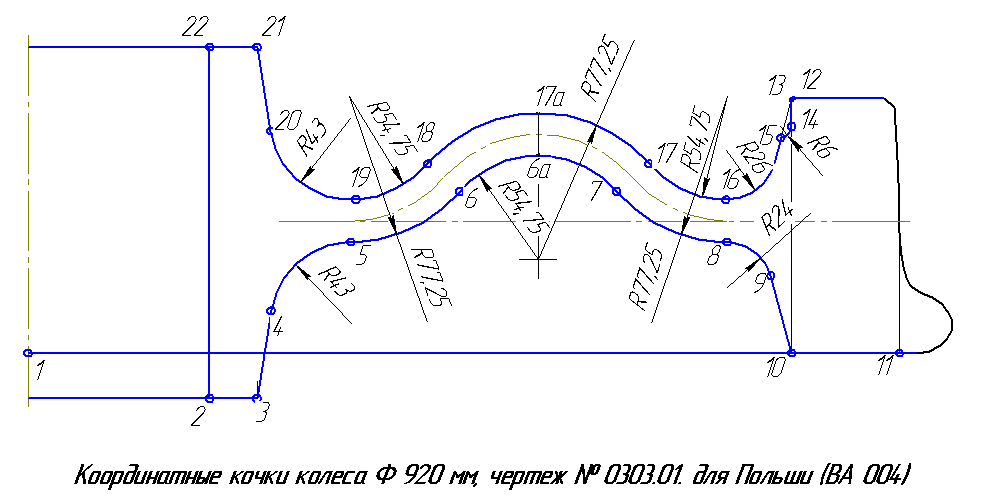 22 21
20
R43
R54,75
18
17a
R77,25
17
R54,75
13 12
14
15
R6
19
6a
16
R26
6
7
R54,75
R24
5
8
R43
R77,25
R77,25
9
4
1
10
11
2
3
Координатные кочки колеса Ф 920 мм, чертеж № 0303.01. для Польши (ВА 004)